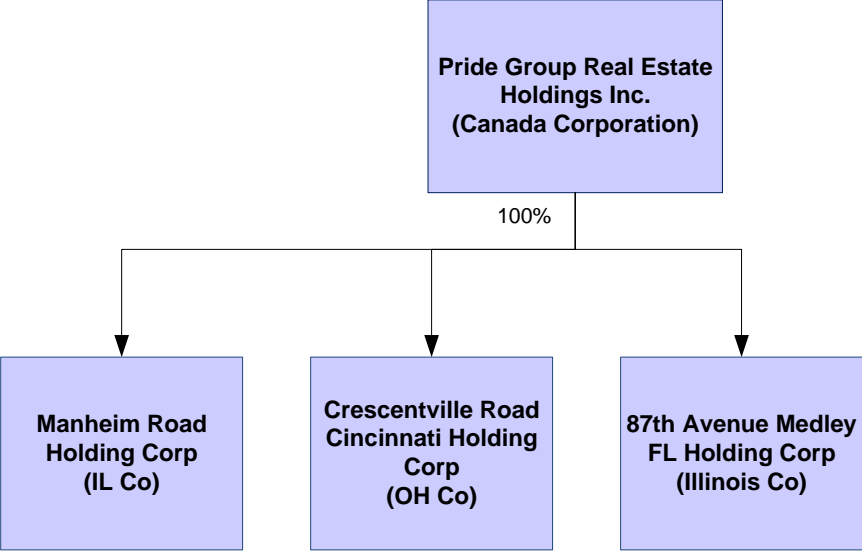 Pride Group Real Estate
Holdings Inc.
(Canada Corporation)
100%
Manheim Road
Holding Corp
(IL Co)
Crescentville Road
Cincinnati Holding
Corp
(OH Co)
87th Avenue Medley
FL Holding Corp
(Illinois Co)